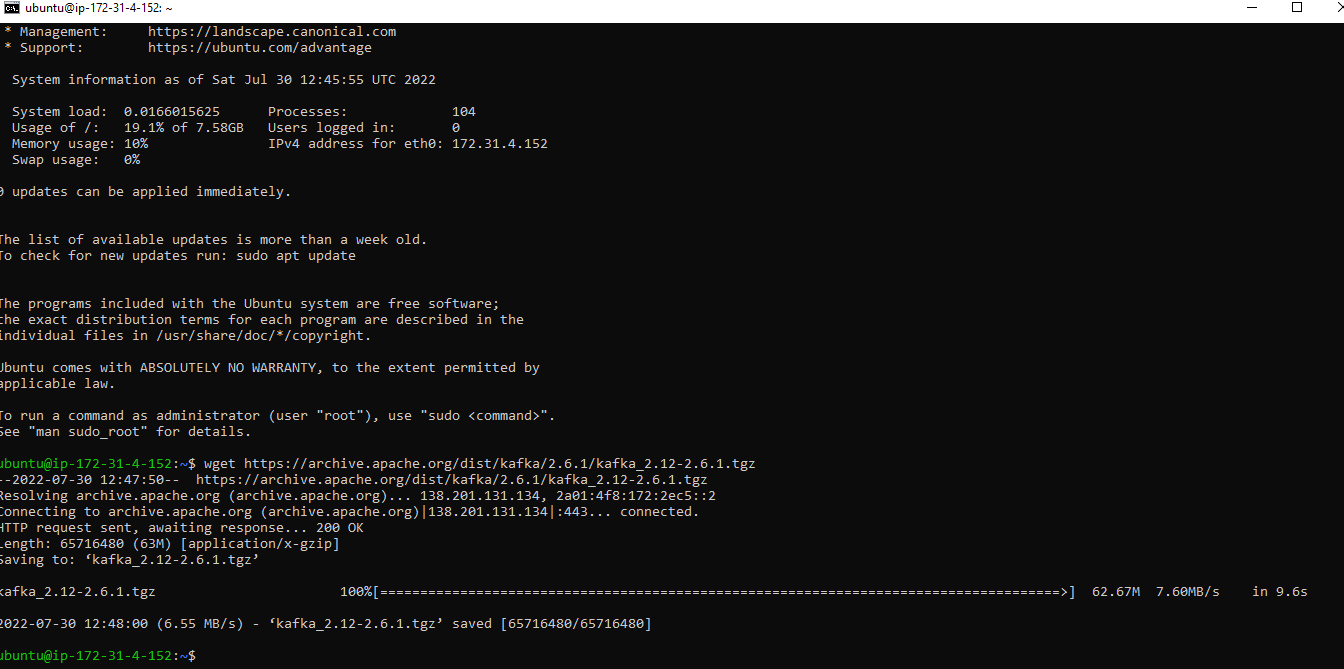 ubuntu@ip-172-31-4-152: ~
* Management: https://landscape.canonical.com
* Support: https://ubuntu.com/advantage
System information as of Sat Jul 30 12:45:55 UTC 2022
System load: 0.0166015625 Processes: 104
Usage of /: 19.1% of 7.58GB Users logged in: 0
Memory usage: 10% IPv4 address for eth0: 172.31.4.152
Swap usage: 0%
0 updates can be applied immediately.
The list of available updates is more than a week old.
To check for new updates run: sudo apt update
The programs included with the Ubuntu system are free software;
the exact distribution terms for each program are described in the
individual files in /usr/share/doc/*/copyright.
Ubuntu comes with ABSOLUTELY NO WARRANTY, to the extent permitted by
applicable law.
To run a command as administrator (user "root"), use "sudo <command>".
See "man sudo_root" for details.
ubuntu@ip-172-31-4-152:~$ wget https://archive.apache.org/dist/kafka/2.6.1/kafka_2.12-2.6.1.tgz
--2022-07-30 12:47:50-- https://archive.apache.org/dist/kafka/2.6.1/kafka_2.12-2.6.1.tgz
Resolving archive.apache.org (archive.apache.org)... 138.201.131.134, 2a01:4f8:172:2ec5::2
Connecting to archive.apache.org (archive.apache.org)|138.201.131.134|:443... connected.
HTTP request sent, awaiting response... 200 OK
Length: 65716480 (63M) [application/x-gzip]
Saving to: ‘kafka_2.12-2.6.1.tgz’
kafka_2.12-2.6.1.tgz 100%[=====================================================================================>] 62.67M 7.60MB/s in 9.6s
2022-07-30 12:48:00 (6.55 MB/s) - ‘kafka_2.12-2.6.1.tgz’ saved [65716480/65716480]
ubuntu@ip-172-31-4-152:~$